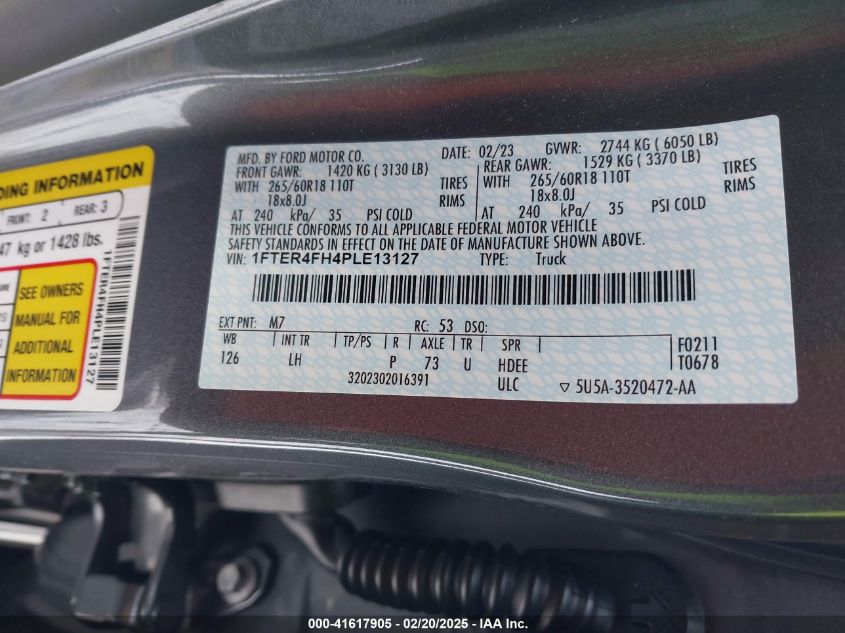 DING INFORMATION
FRONT: 2 REAR: 3
47 kg or 1428 lbs.
SEE OWNERS
MANUAL FOR
ADDITIONAL
INFORMATION
1FTER4FH4PLE13127
MFD. BY FORD MOTOR CO.
DATE: 02/23 GVWR: 2744 KG ( 6050 LB)
FRONT GAWR: 1420 KG ( 3130 LB) REAR GAWR: 1529 KG ( 3370 LB)
WITH 265/60R18 110T TIRES WITH 265/60R18 110T TIRES
18x8.0J RIMS 18x8.0J RIMS
AT 240 kPa/ 35 PSI COLD AT 240 kPa/ 35 PSI COLD
THIS VEHICLE CONFORMS TO ALL APPLICABLE FEDERAL MOTOR VEHICLE
SAFETY STANDARDS IN EFFECT ON THE DATE OF MANUFACTURE SHOWN ABOVE.
VIN: 1FTER4FH4PLE13127 TYPE: Truck
EXT PNT: M7 RC: 53 DSO:
WB INT TR TP/PS R AXLE TR SPR F0211
126 LH P 73 U HDEE T0678
3202302016391 ULC ▽ 5U5A-3520472-AA
000-41617905 - 02/20/2025 - IAA Inc.